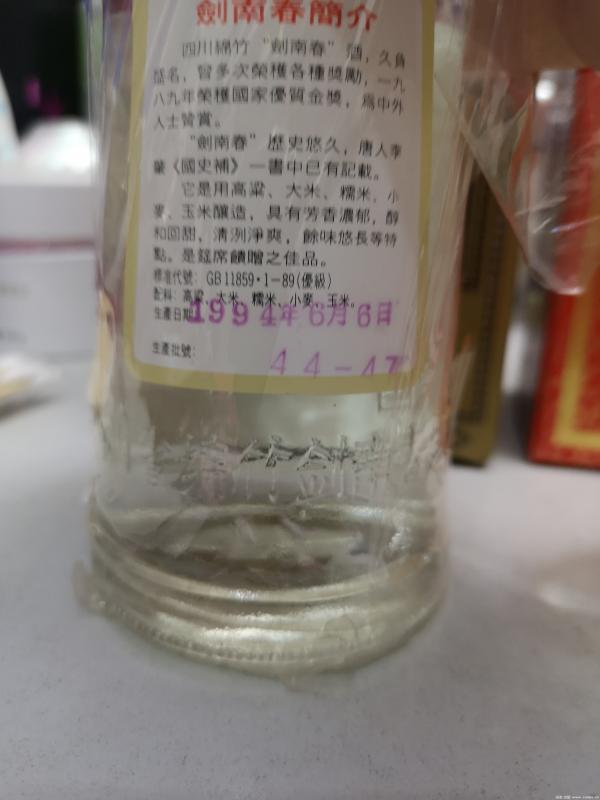 劍南春簡介
四川綿竹“劍南春”酒，久負
盛名，曾多次榮獲各種獎勵，一九
八九年榮獲國家優質金獎，為中外
人士贊賞。
“劍南春”歷史悠久，唐人李
肇《國史補》一書中已有記載。
它是用高粱、大米、糯米、小
麥、玉米釀造，具有芳香濃郁，醇
和回甜，清洌淨爽，餘味悠長等特
點。是筵席饋贈之佳品。
標准代號：GB11859·1-89(優級)
配料：高粱、大米、糯米、小麥、玉米。
生產日期 1994年6月6日
生產批號： 44-47
竹劍